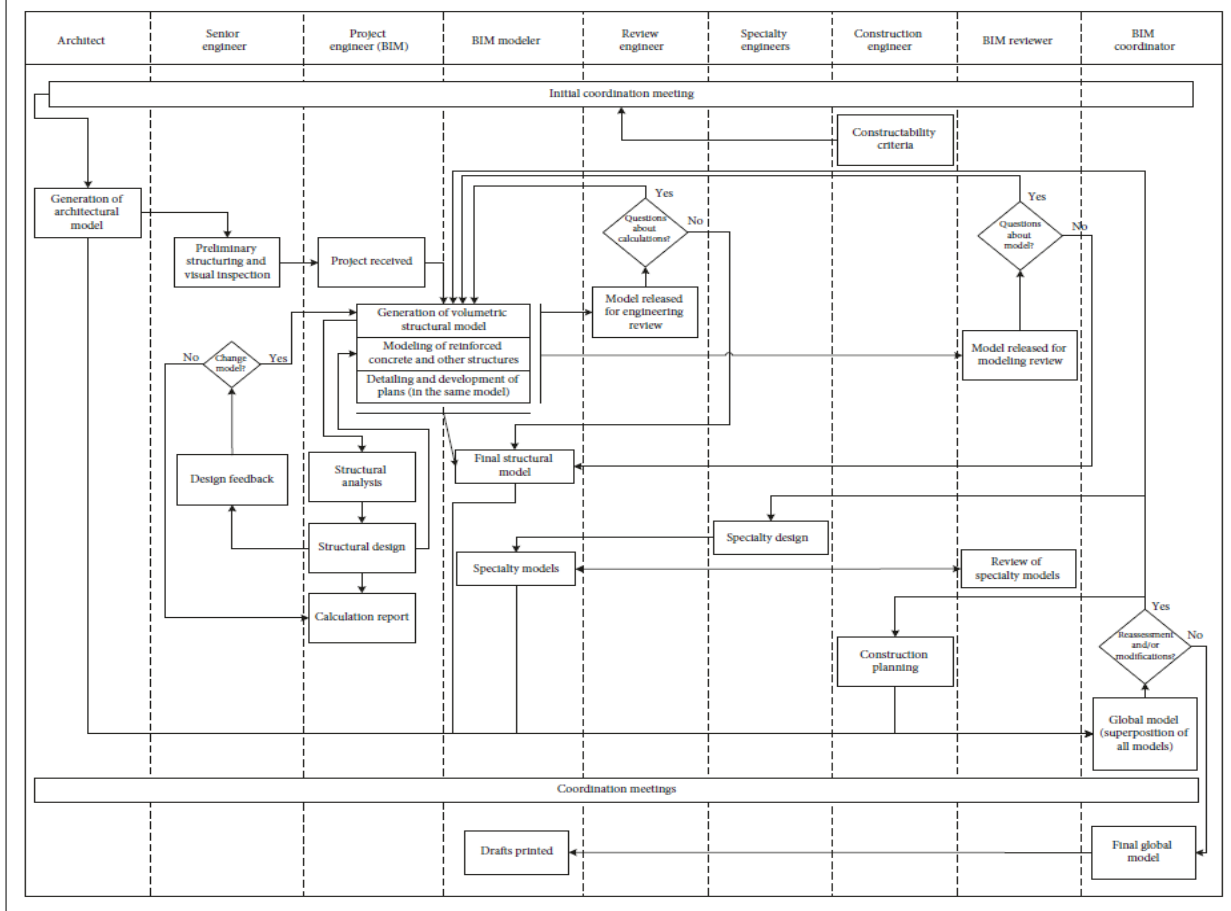 Architect
Senior
engineer
Project
engineer (BIM)
BIM modeler
Review
engineer
Specialty
engineers
Construction
engineer
BIM reviewer
BIM
coordinator
Initial coordination meeting
Constructability
criteria
Generation of
architectural
model
Yes
Questions
about
calculations?
No
Yes
Questions
about
model?
No
Preliminary
structuring and
visual inspection
Project received
Generation of volumetric
structural model
Modeling of reinforced
concrete and other structures
Detailing and development of
plans (in the same model)
Model released
for engineering
review
Model released for
modeling review
No
Change
model?
Yes
Design feedback
Structural
analysis
Final structural
model
Structural design
Specialty design
Specialty models
Review of
specialty models
Calculation report
Construction
planning
Yes
Reassessment
and/or
modifications?
No
Global model
(superposition of
all models)
Coordination meetings
Drafts printed
Final global
model